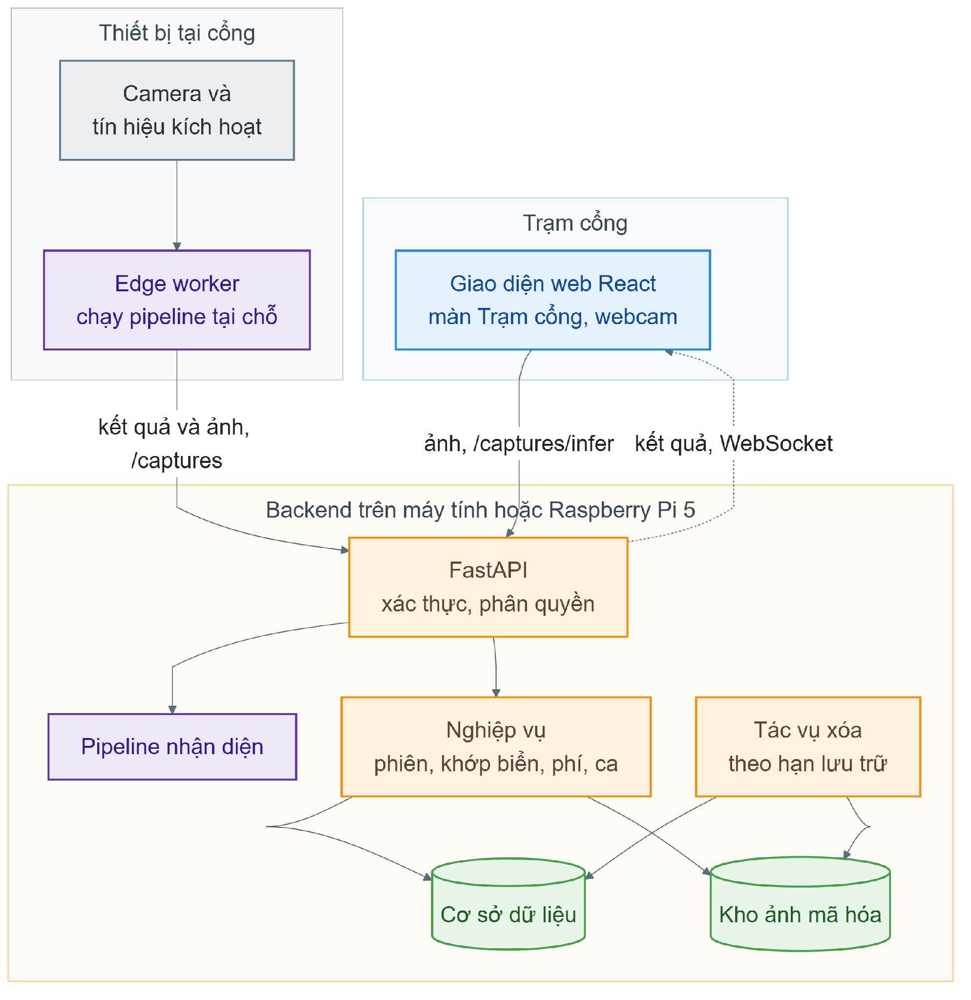 Thiết bị tại cổng
Camera và
tín hiệu kích hoạt
Edge worker
chạy pipeline tại chỗ
Trạm cổng
Giao diện web React
màn Trạm cổng, webcam
kết quả và ảnh,
/captures
ảnh, /captures/infer
kết quả, WebSocket
Backend trên máy tính hoặc Raspberry Pi 5
FastAPI
xác thực, phân quyền
Pipeline nhận diện
Nghiệp vụ
phiên, khớp biển, phí, ca
Tác vụ xóa
theo hạn lưu trữ
Cơ sở dữ liệu
Kho ảnh mã hóa